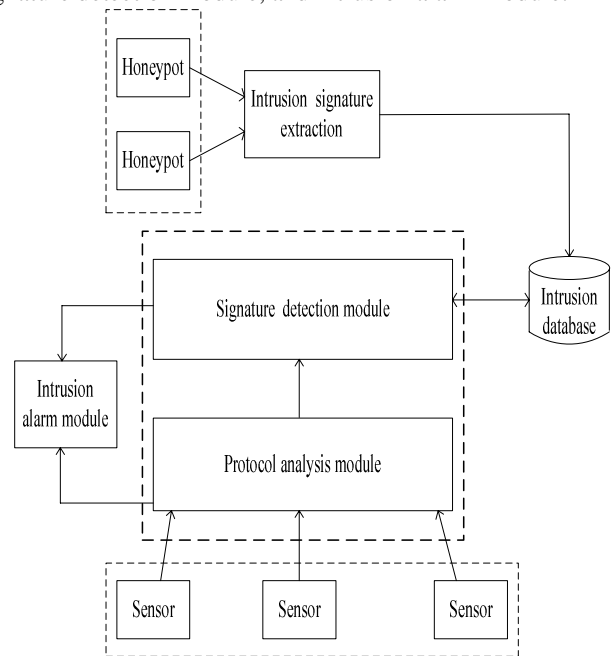 Honeypot
Intrusion signature
extraction
Honeypot
Signature detection module
Intrusion
database
Intrusion
alarm module
Protocol analysis module
Sensor
Sensor
Sensor